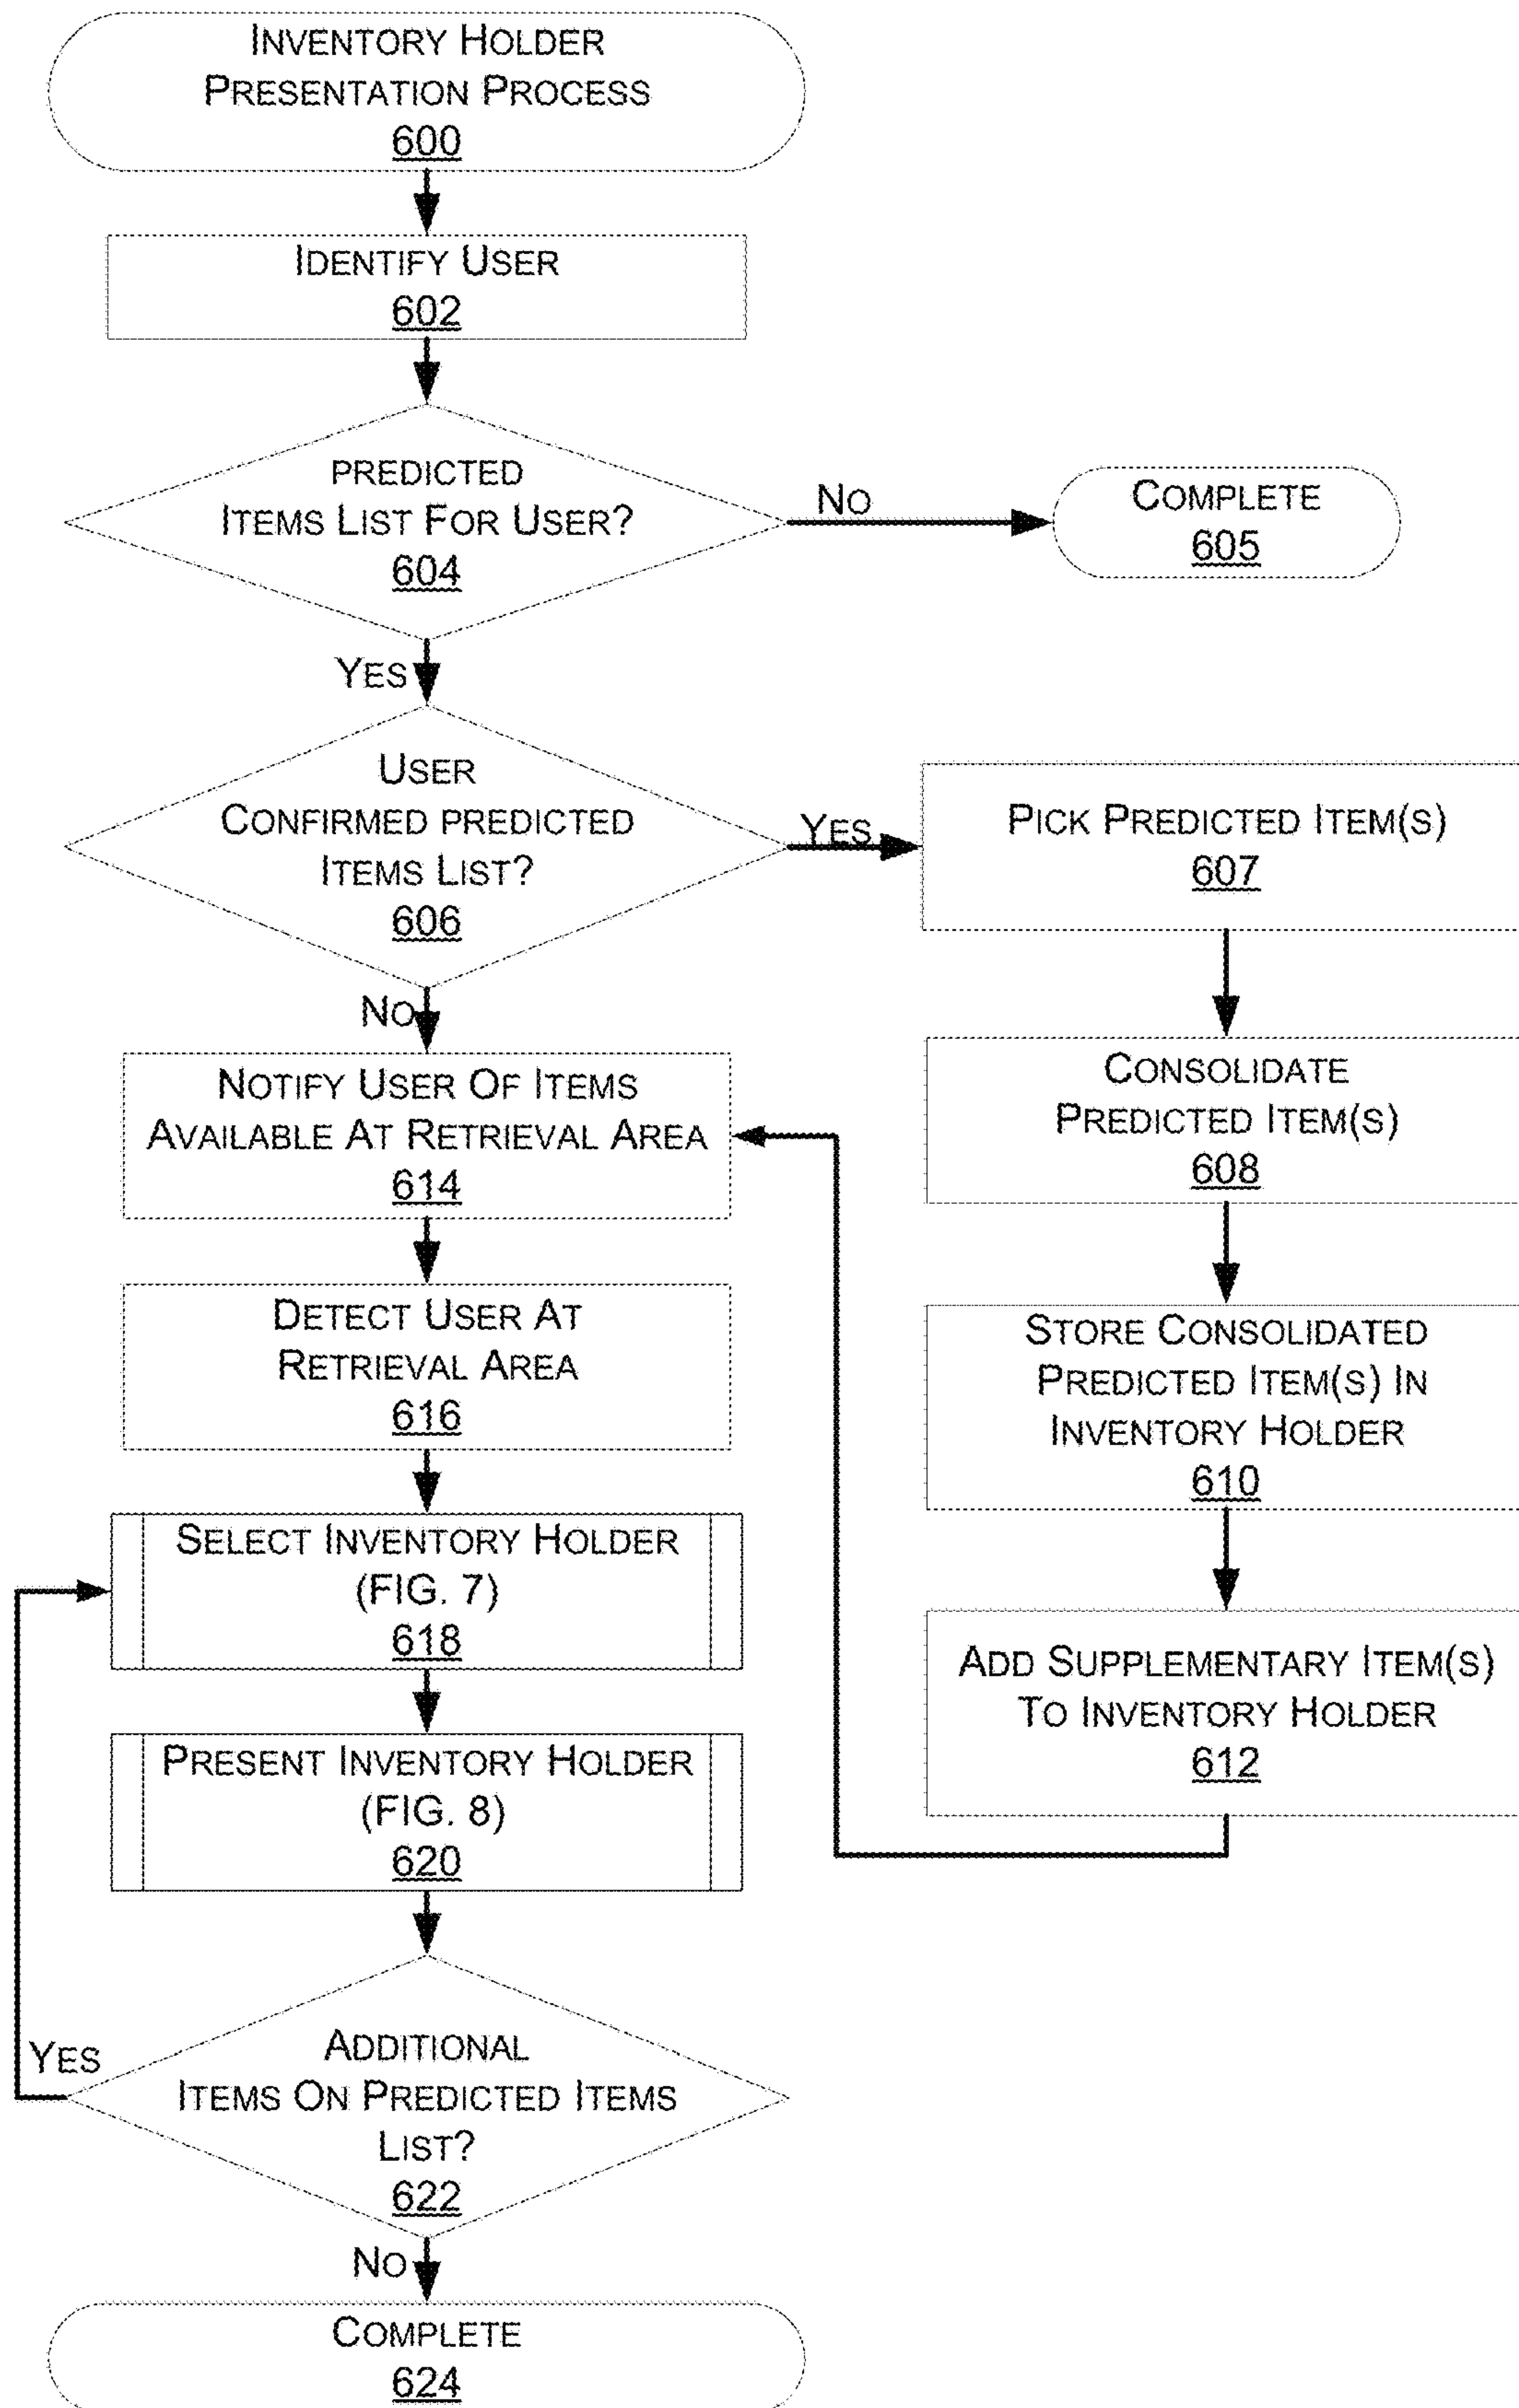 INVENTORY HOLDER
PRESENTATION PROCESS
600
IDENTIFY USER
602
PREDICTED
ITEMS LIST FOR USER?
604
NO
COMPLETE
605
YES
USER
CONFIRMED PREDICTED
ITEMS LIST?
606
YES
PICK PREDICTED ITEM(S)
607
NO
CONSOLIDATE
PREDICTED ITEM(S)
608
NOTIFY USER OF ITEMS
AVAILABLE AT RETRIEVAL AREA
614
DETECT USER AT
RETRIEVAL AREA
616
STORE CONSOLIDATED
PREDICTED ITEM(S) IN
INVENTORY HOLDER
610
SELECT INVENTORY HOLDER
(FIG. 7)
618
ADD SUPPLEMENTARY ITEM(S)
TO INVENTORY HOLDER
612
PRESENT INVENTORY HOLDER
(FIG. 8)
620
YES
ADDITIONAL
ITEMS ON PREDICTED ITEMS
LIST?
622
NO
COMPLETE
624